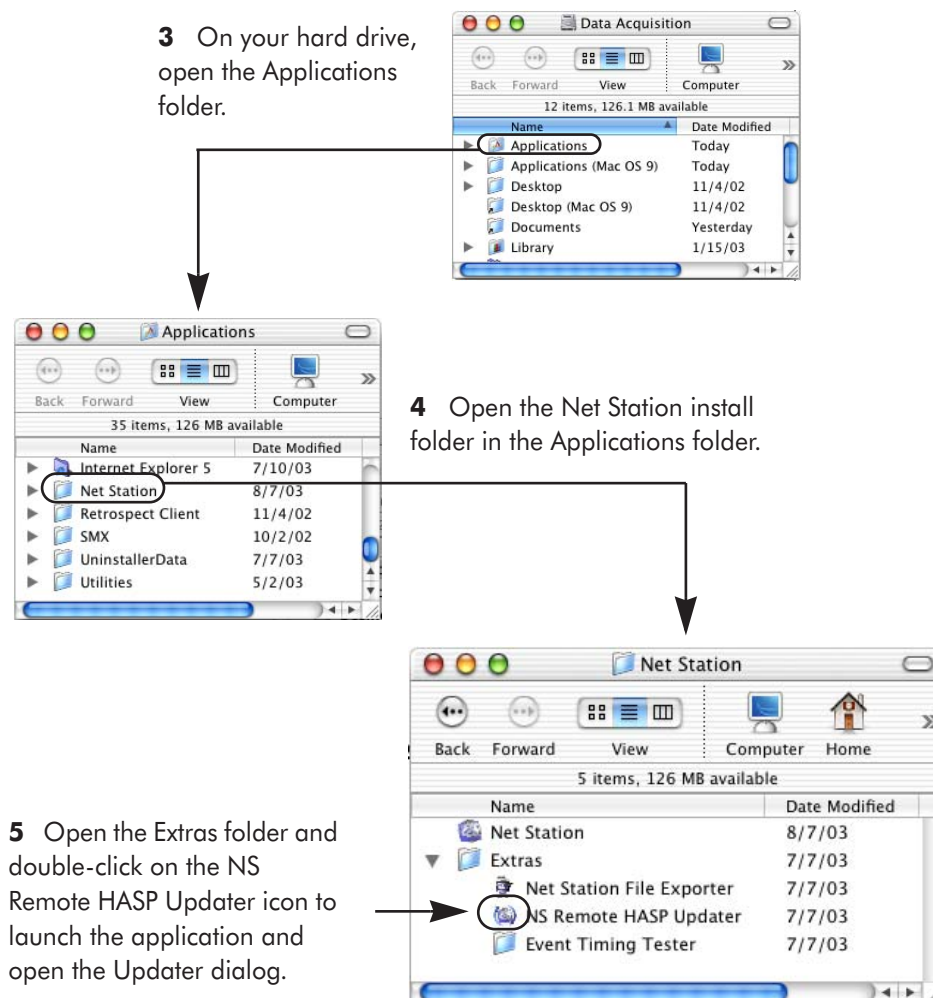 3 On your hard drive,
open the Applications
folder.
Data Acquisition
Back Forward View Computer
12 items, 126.1 MB available
Name Date Modified
Applications Today
Applications (Mac OS 9) Today
Desktop 11/4/02
Desktop (Mac OS 9) 11/4/02
Documents Yesterday
Library 1/15/03
Applications
Back Forward View Computer
35 items, 126 MB available
Name Date Modified
Internet Explorer 5 7/10/03
Net Station 8/7/03
Retrospect Client 11/4/02
SMX 10/2/02
UninstallerData 7/7/03
Utilities 5/2/03
4 Open the Net Station install
folder in the Applications folder.
Net Station
Back Forward View Computer Home
5 items, 126 MB available
Name Date Modified
Net Station 8/7/03
Extras 7/7/03
Net Station File Exporter 7/7/03
NS Remote HASP Updater 7/7/03
Event Timing Tester 7/7/03
5 Open the Extras folder and
double-click on the NS
Remote HASP Updater icon to
launch the application and
open the Updater dialog.